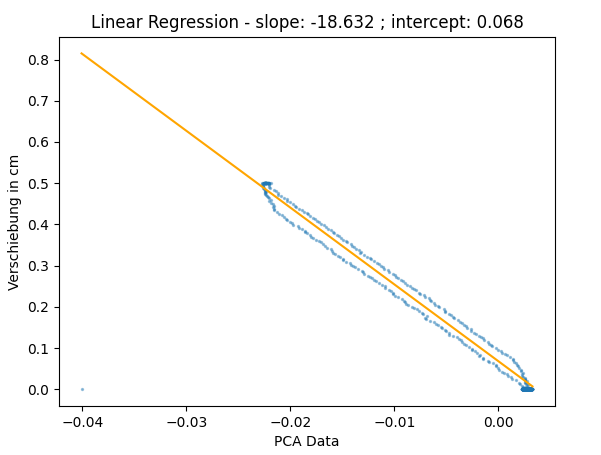 Linear Regression - slope: -18.632 ; intercept: 0.068
Verschiebung in cm
0.8
0.7
0.6
0.5
0.4
0.3
0.2
0.1
0.0
−0.04 −0.03 −0.02 −0.01 0.00
PCA Data